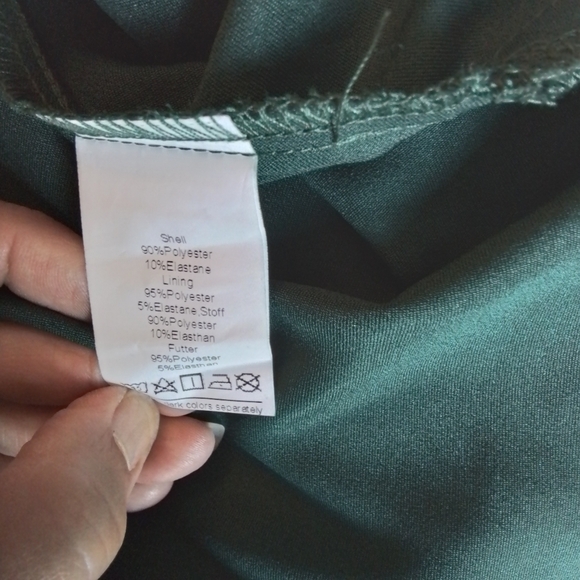 Shell
90%Polyester
10%Elastane
Lining
95%Polyester
5%Elastane,Stoff
90%Polyester
10%Elasthan
Futter
95%Polyester
5%Elasthan
dark colors separately